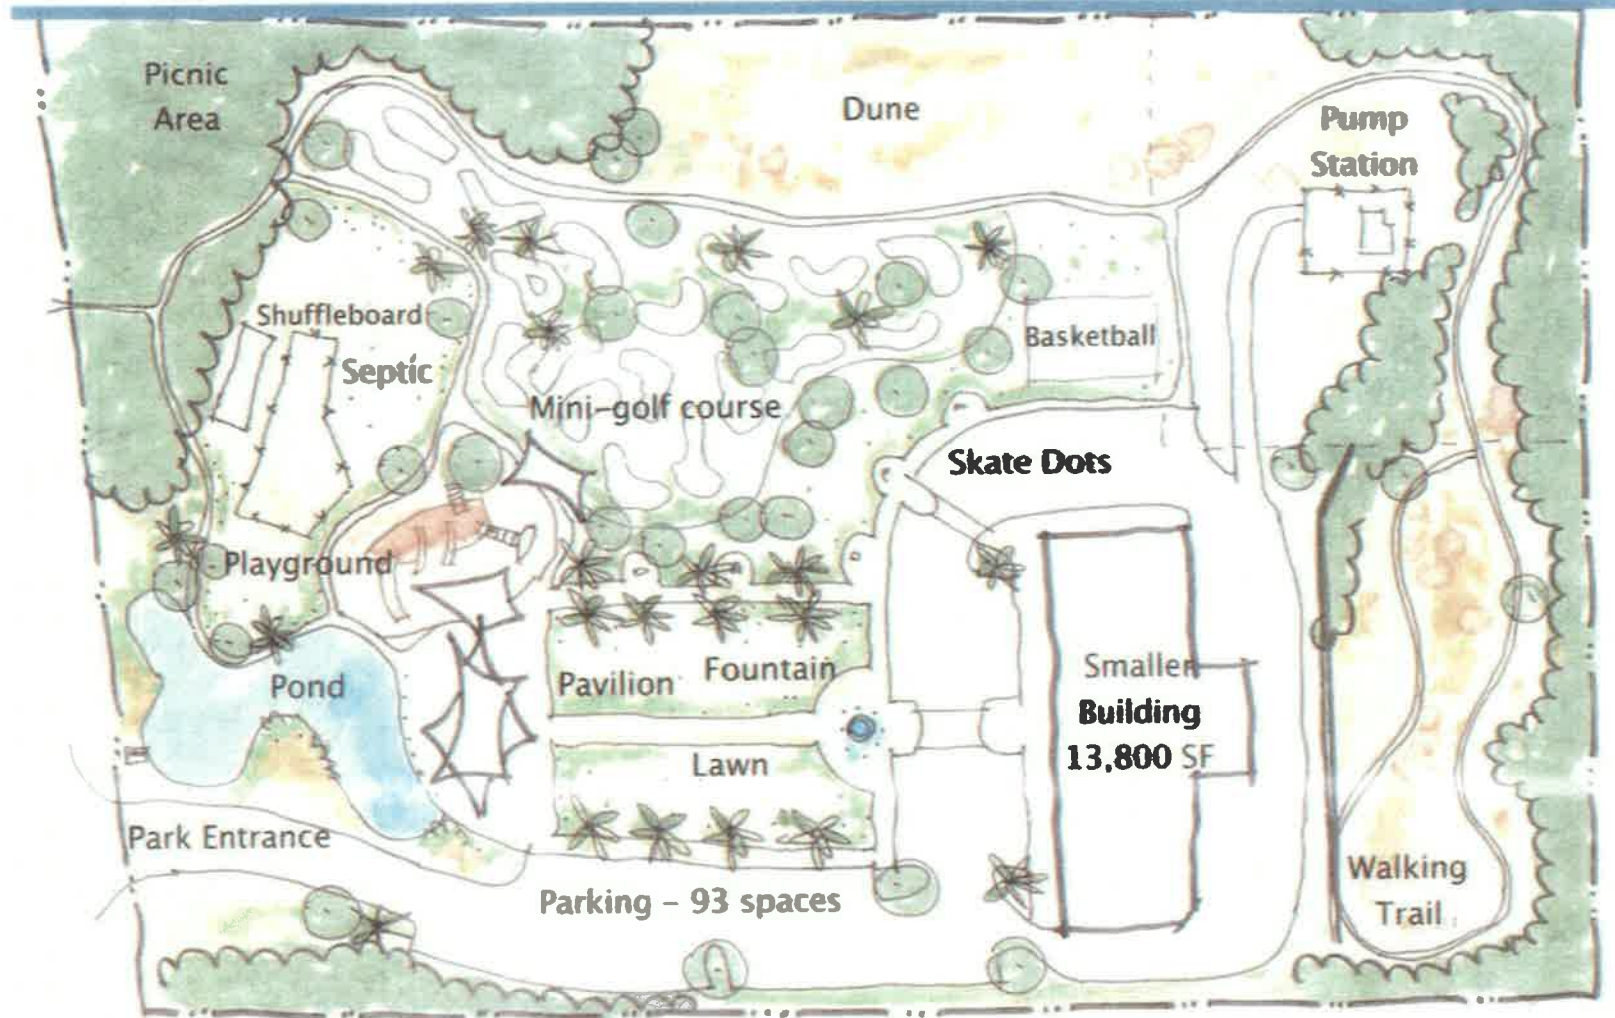 Picnic
Area
Dune
Pump
Station
Shuffleboard
Septic
Basketball
Mini-golf course
Skate Dots
Playground
Pavilion
Fountain
Pond
Smaller
Building
13,800 SF
Lawn
Park Entrance
Parking – 93 spaces
Walking
Trail